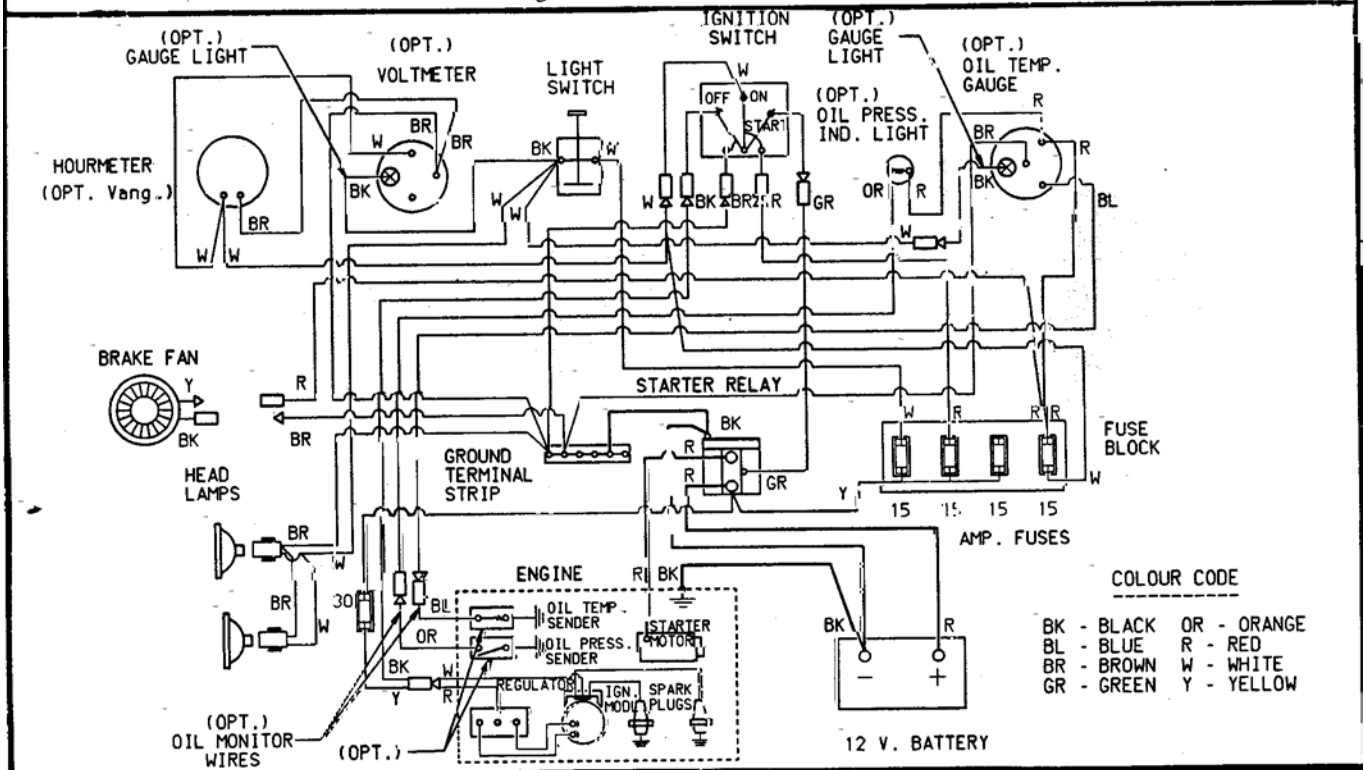 (OPT.)
GAUGE LIGHT
(OPT.)
VOLTMETER
LIGHT
SWITCH
IGNITION
SWITCH
(OPT.)
GAUGE
LIGHT
(OPT.)
OIL TEMP.
GAUGE
W
OFF
ON
START
(OPT.)
OIL PRESS.
IND. LIGHT
R
HOURMETER
(OPT. Vang.)
BR
BR
W
BK
BR
BK
W
W
W
W
BK
BR
R
GR
OR
R
BR
BK
R
BL
W
W
W
BRAKE FAN
Y
BK
R
BR
STARTER RELAY
BK
R
R
GR
W
R
R
R
FUSE
BLOCK
Y
W
15
15
15
15
AMP. FUSES
GROUND
TERMINAL
STRIP
HEAD
LAMPS
BR
W
BR
W
30
BL
OR
BK
Y
W
R
ENGINE
OIL TEMP.
SENDER
OIL PRESS.
SENDER
R
BK
STARTER
MOTOR
REGULATOR
IGN.
SPARK
PLUGS
(OPT.)
OIL MONITOR
WIRES
(OPT.)
BK
R
-
+
12 V. BATTERY
COLOUR CODE
BK - BLACK OR - ORANGE
BL - BLUE R - RED
BR - BROWN W - WHITE
GR - GREEN Y - YELLOW